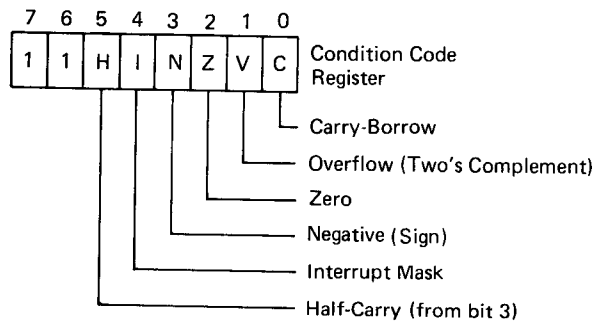 7 6 5 4 3 2 1 0
1 1 H I N Z V C
Condition Code
Register
Carry-Borrow
Overflow (Two's Complement)
Zero
Negative (Sign)
Interrupt Mask
Half-Carry (from bit 3)